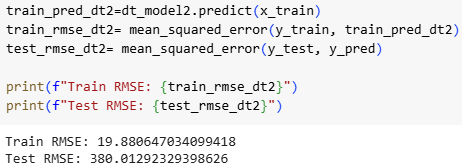 train_pred_dt2=dt_model2.predict(x_train)
train_rmse_dt2= mean_squared_error(y_train, train_pred_dt2)
test_rmse_dt2= mean_squared_error(y_test, y_pred)
print(f"Train RMSE: {train_rmse_dt2}")
print(f"Test RMSE: {test_rmse_dt2}")
Train RMSE: 19.880647034099418
Test RMSE: 380.01292329398626